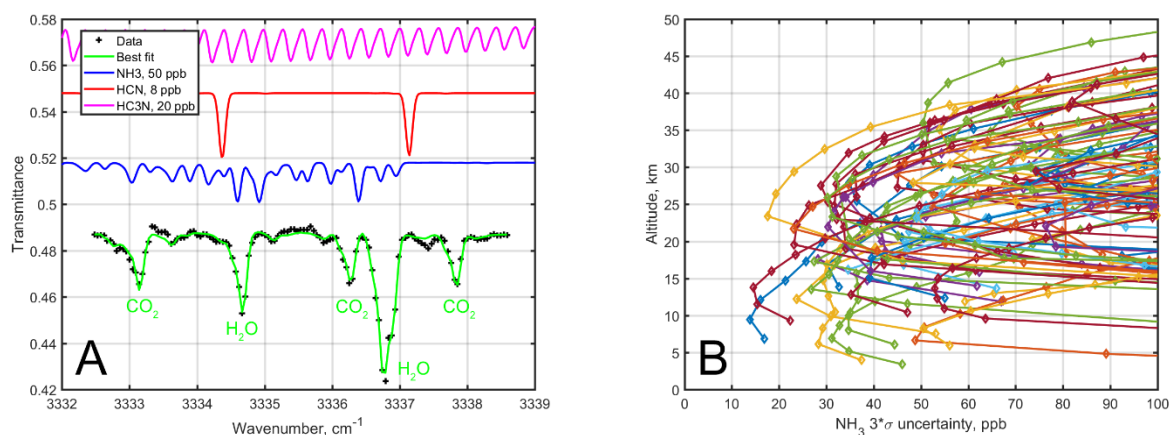 0.58
0.56
0.54
0.52
0.5
0.48
0.46
0.44
0.42
Transmittance
Data
Best fit
NH3, 50 ppb
HCN, 8 ppb
HC3N, 20 ppb
CO₂
H₂O
CO₂
CO₂
H₂O
A
3332
3333
3334
3335
3336
3337
3338
3339
Wavenumber, cm⁻¹
50
45
40
35
30
25
20
15
10
5
0
Altitude, km
B
0
10
20
30
40
50
60
70
80
90
100
NH₃ 3*σ uncertainty, ppb